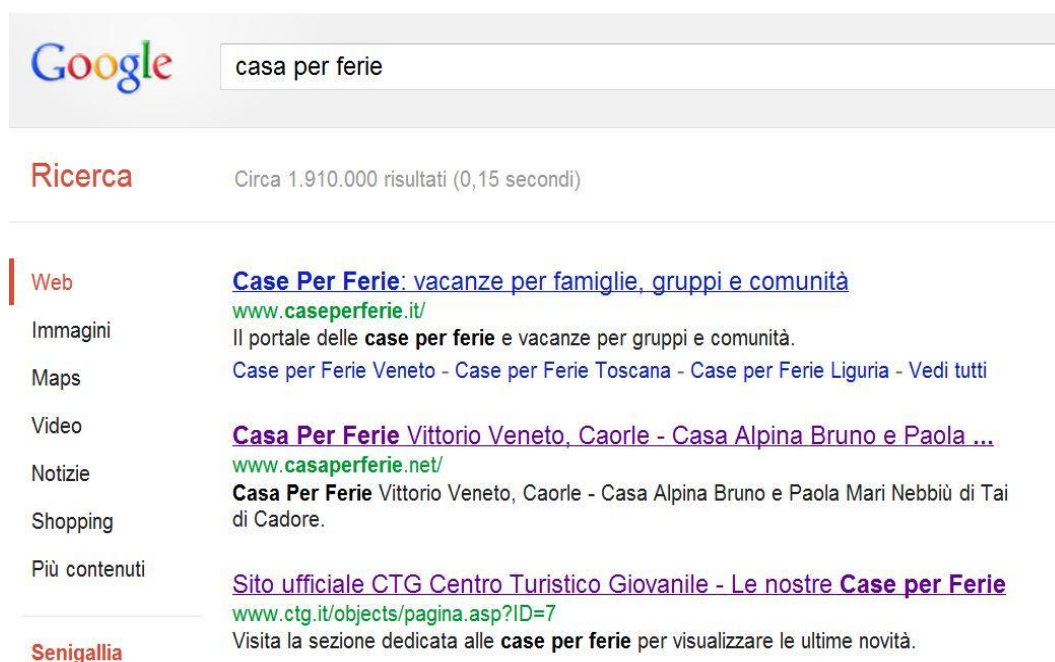 Google
casa per ferie
Ricerca
Circa 1.910.000 risultati (0,15 secondi)
Web
Immagini
Maps
Video
Notizie
Shopping
Più contenuti
Senigallia
Case Per Ferie: vacanze per famiglie, gruppi e comunità
www.caseperferie.it/
Il portale delle case per ferie e vacanze per gruppi e comunità.
Case per Ferie Veneto - Case per Ferie Toscana - Case per Ferie Liguria - Vedi tutti
Casa Per Ferie Vittorio Veneto, Caorle - Casa Alpina Bruno e Paola ...
www.casaperferie.net/
Casa Per Ferie Vittorio Veneto, Caorle - Casa Alpina Bruno e Paola Mari Nebbiù di Tai
di Cadore.
Sito ufficiale CTG Centro Turistico Giovanile - Le nostre Case per Ferie
www.ctg.it/objects/pagina.asp?ID=7
Visita la sezione dedicata alle case per ferie per visualizzare le ultime novità.